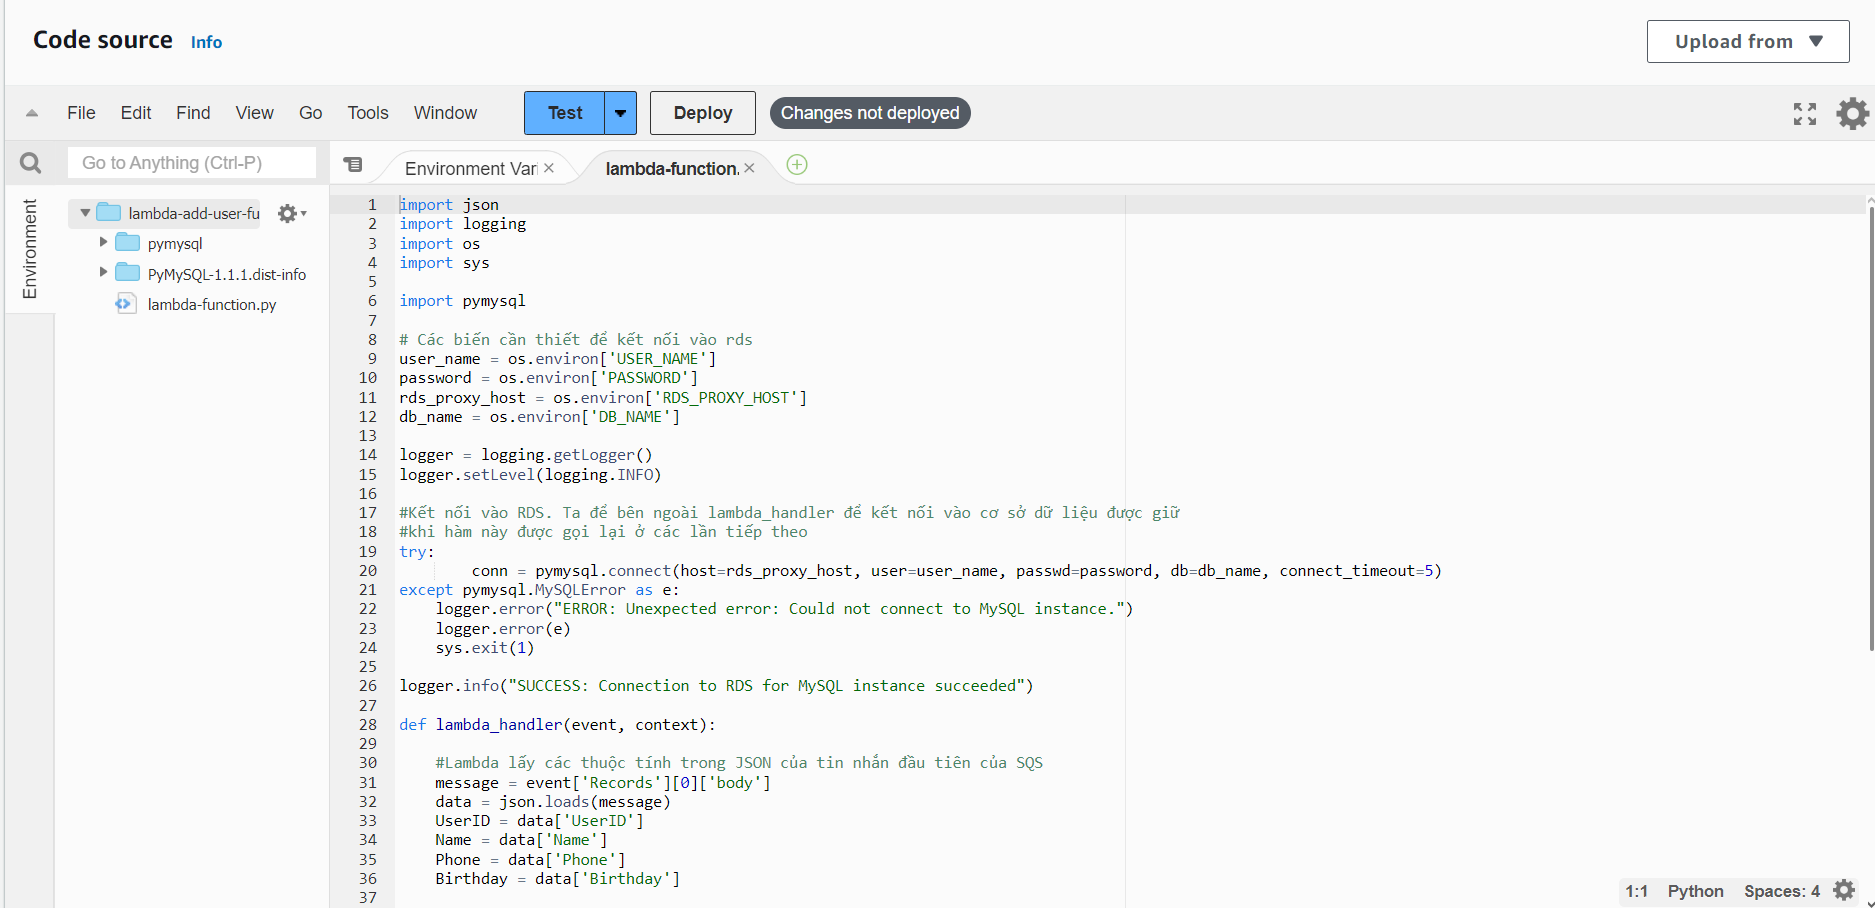 Code source Info
Upload from
File Edit Find View Go Tools Window Test Deploy Changes not deployed
Go to Anything (Ctrl-P)
Environment Vari × lambda-function. ×
Environment
lambda-add-user-fu
pymysql
PyMySQL-1.1.1.dist-info
lambda-function.py
1 import json
2 import logging
3 import os
4 import sys
5
6 import pymysql
7
8 # Các biến cần thiết để kết nối vào rds
9 user_name = os.environ['USER_NAME']
10 password = os.environ['PASSWORD']
11 rds_proxy_host = os.environ['RDS_PROXY_HOST']
12 db_name = os.environ['DB_NAME']
13
14 logger = logging.getLogger()
15 logger.setLevel(logging.INFO)
16
17 #Kết nối vào RDS. Ta để bên ngoài lambda_handler để kết nối vào cơ sở dữ liệu được giữ
18 #khi hàm này được gọi lại ở các lần tiếp theo
19 try:
20         conn = pymysql.connect(host=rds_proxy_host, user=user_name, passwd=password, db=db_name, connect_timeout=5)
21 except pymysql.MySQLError as e:
22     logger.error("ERROR: Unexpected error: Could not connect to MySQL instance.")
23     logger.error(e)
24     sys.exit(1)
25
26 logger.info("SUCCESS: Connection to RDS for MySQL instance succeeded")
27
28 def lambda_handler(event, context):
29
30     #Lambda lấy các thuộc tính trong JSON của tin nhắn đầu tiên của SQS
31     message = event['Records'][0]['body']
32     data = json.loads(message)
33     UserID = data['UserID']
34     Name = data['Name']
35     Phone = data['Phone']
36     Birthday = data['Birthday']
37
1:1 Python Spaces: 4